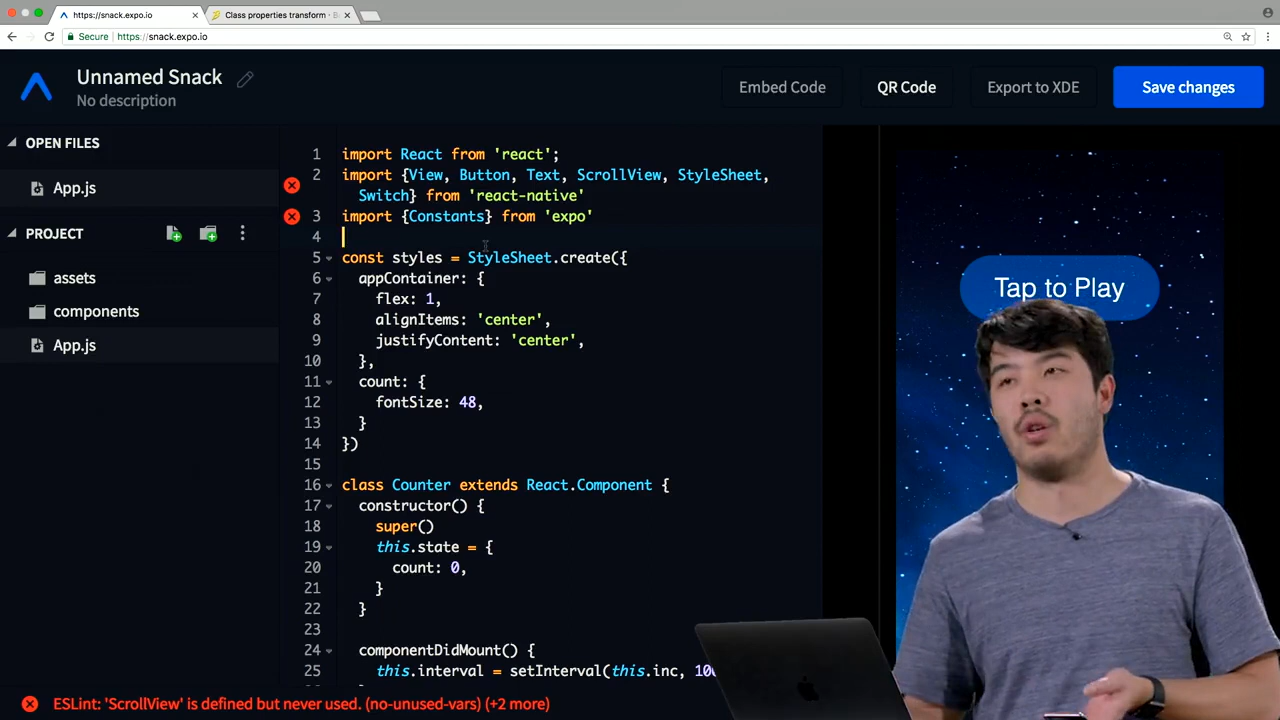 https://snack.expo.io
Class properties transform · B
Secure https://snack.expo.io
Unnamed Snack
No description
Embed Code
QR Code
Export to XDE
Save changes
OPEN FILES
App.js
PROJECT
assets
components
App.js
1 import React from 'react';
2 import {View, Button, Text, ScrollView, StyleSheet,
Switch} from 'react-native'
3 import {Constants} from 'expo'
4
5 const styles = StyleSheet.create({
6 appContainer: {
7 flex: 1,
8 alignItems: 'center',
9 justifyContent: 'center',
10 },
11 count: {
12 fontSize: 48,
13 }
14 })
15
16 class Counter extends React.Component {
17 constructor() {
18 super()
19 this.state = {
20 count: 0,
21 }
22 }
23
24 componentDidMount() {
25 this.interval = setInterval(this.inc, 100
Tap to Play
ESLint: 'ScrollView' is defined but never used. (no-unused-vars) (+2 more)